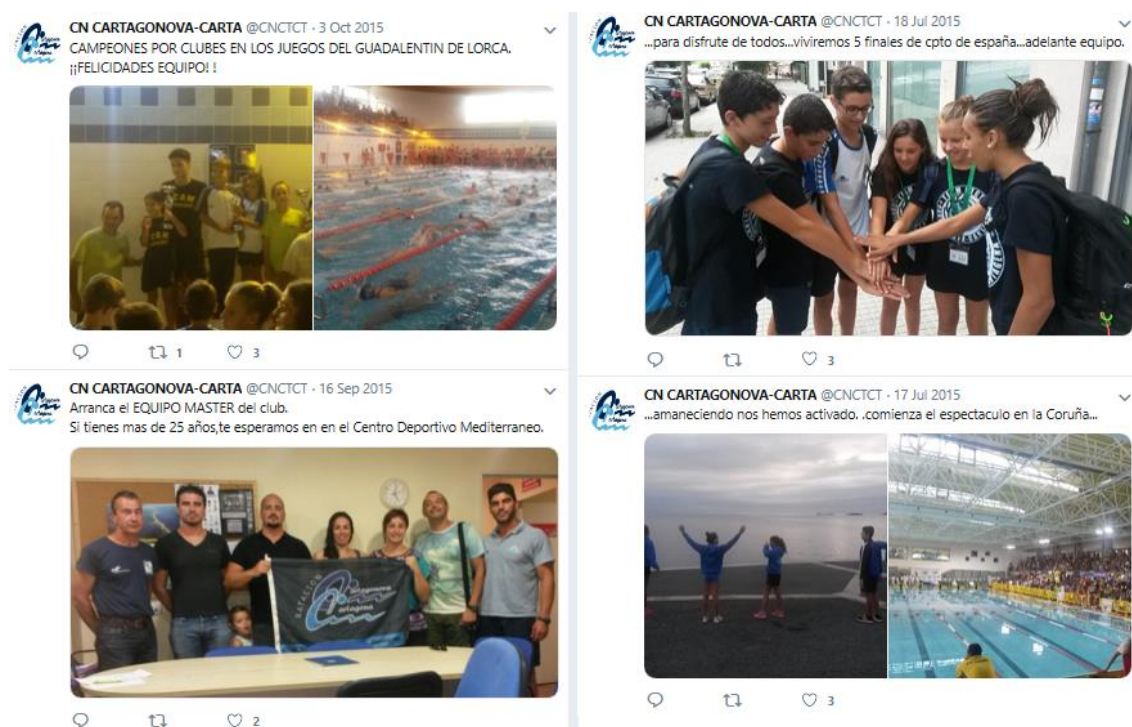 CN CARTAGONOVA-CARTA @CNCTCT · 3 Oct 2015
CAMPEONES POR CLUBES EN LOS JUEGOS DEL GUADALENTIN DE LORCA.
¡¡FELICIDADES EQUIPO! !
1
3
CN CARTAGONOVA-CARTA @CNCTCT · 16 Sep 2015
Arranca el EQUIPO MASTER del club.
Si tienes mas de 25 años,te esperamos en en el Centro Deportivo Mediterraneo.
NATACION
Cartagonova
Cartagena
2
CN CARTAGONOVA-CARTA @CNCTCT · 18 Jul 2015
...para disfrute de todos...viviremos 5 finales de cpto de españa...adelante equipo.
3
CN CARTAGONOVA-CARTA @CNCTCT · 17 Jul 2015
...amaneciendo nos hemos activado. .comienza el espectaculo en la Coruña...
3